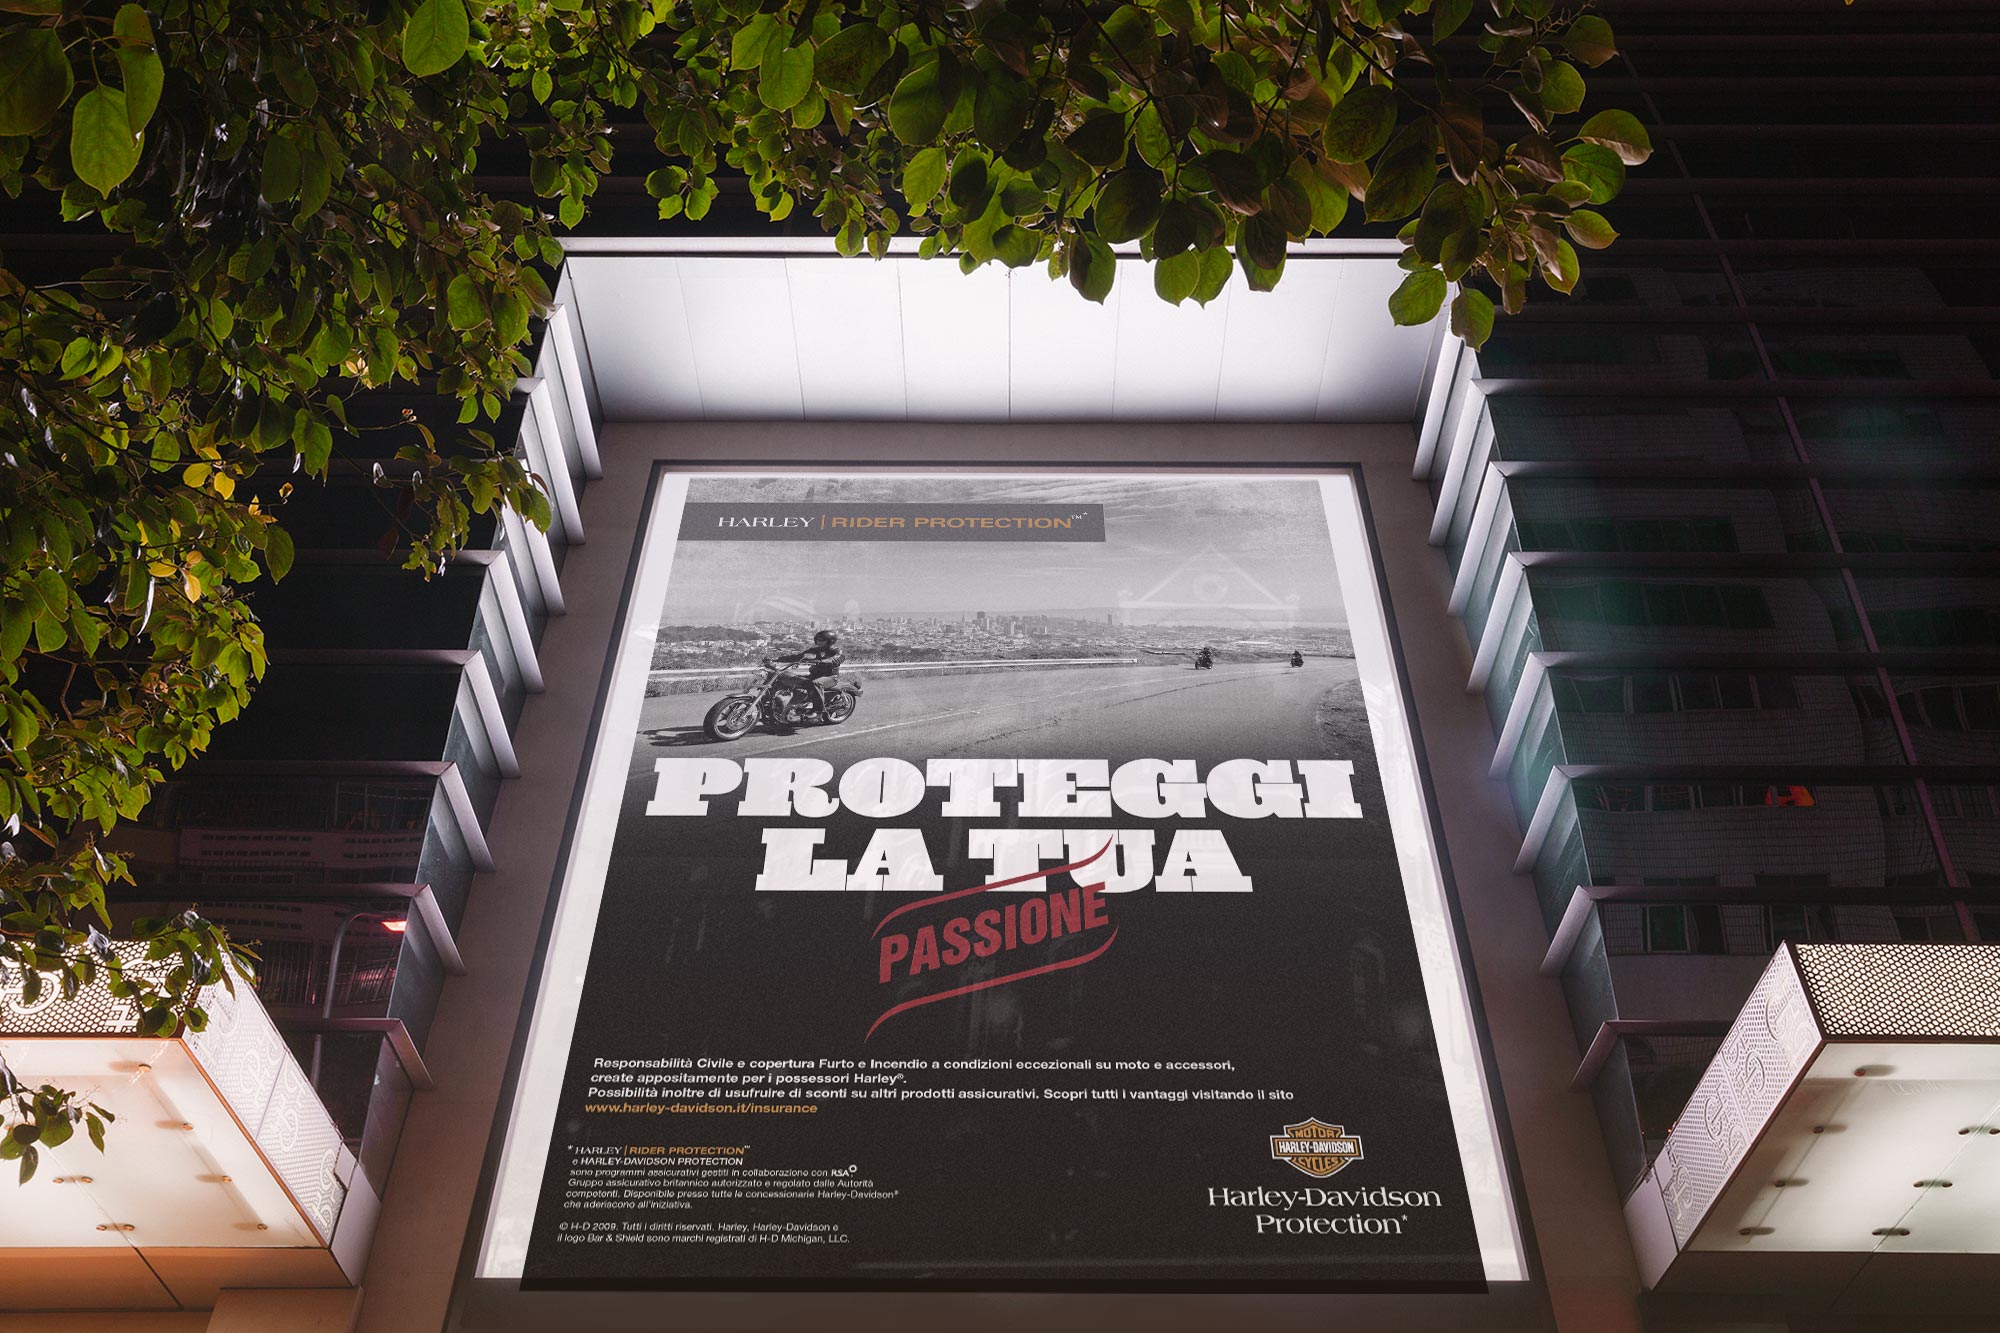 HARLEY | RIDER PROTECTION™*
PROTEGGI
LA TUA
PASSIONE
Responsabilità Civile e copertura Furto e Incendio a condizioni eccezionali su moto e accessori,
create appositamente per i possessori Harley®.
Possibilità inoltre di usufruire di sconti su altri prodotti assicurativi. Scopri tutti i vantaggi visitando il sito
www.harley-davidson.it/insurance
* HARLEY | RIDER PROTECTION™
e HARLEY-DAVIDSON PROTECTION
sono programmi assicurativi gestiti in collaborazione con RSA
Gruppo assicurativo britannico autorizzato e regolato dalle Autorità
competenti. Disponibile presso tutte le concessionarie Harley-Davidson®
che aderiscono all'iniziativa.
© H-D 2009. Tutti i diritti riservati. Harley, Harley-Davidson e
il logo Bar & Shield sono marchi registrati di H-D Michigan, LLC.
MOTOR
HARLEY-DAVIDSON
CYCLES
Harley-Davidson
Protection*